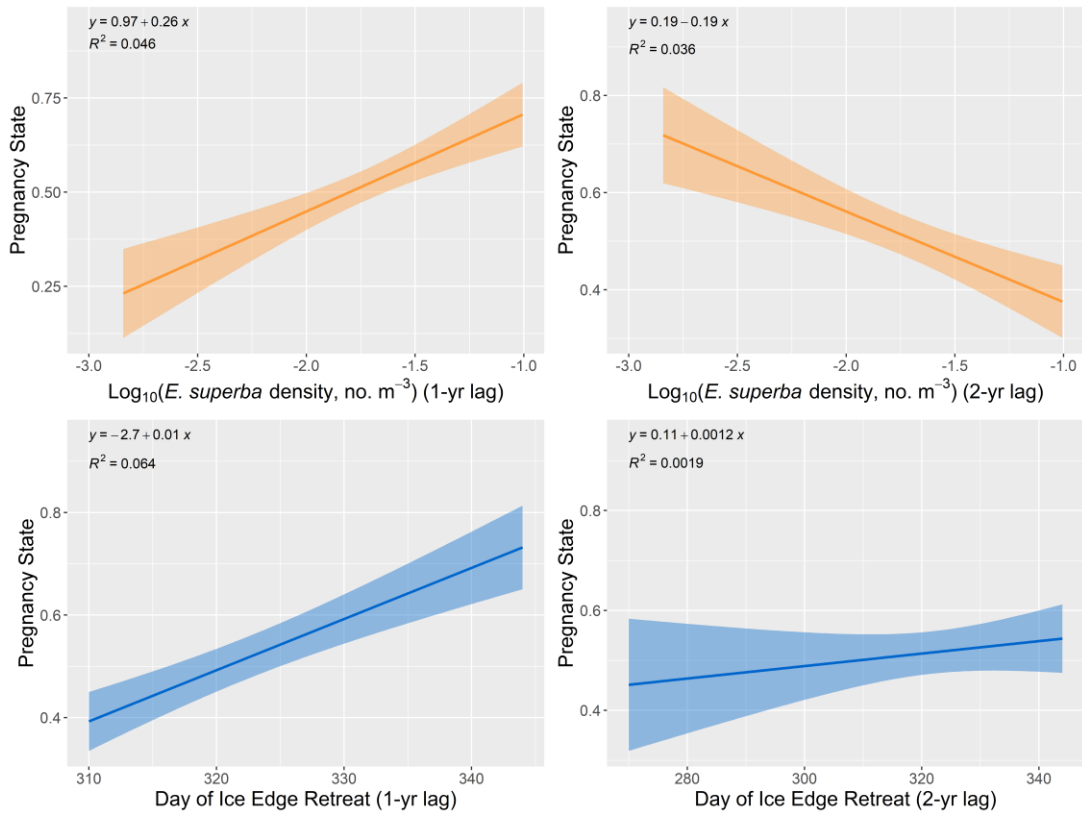 y = 0.97 + 0.26 x
R² = 0.046
0.75
0.50
0.25
Pregnancy State
-3.0 -2.5 -2.0 -1.5 -1.0
Log₁₀(E. superba density, no. m⁻³) (1-yr lag)
y = 0.19 − 0.19 x
R² = 0.036
0.8
0.6
0.4
Pregnancy State
-3.0 -2.5 -2.0 -1.5 -1.0
Log₁₀(E. superba density, no. m⁻³) (2-yr lag)
y = −2.7 + 0.01 x
R² = 0.064
0.8
0.6
0.4
Pregnancy State
310 320 330 340
Day of Ice Edge Retreat (1-yr lag)
y = 0.11 + 0.0012 x
R² = 0.0019
0.8
0.6
0.4
Pregnancy State
280 300 320 340
Day of Ice Edge Retreat (2-yr lag)